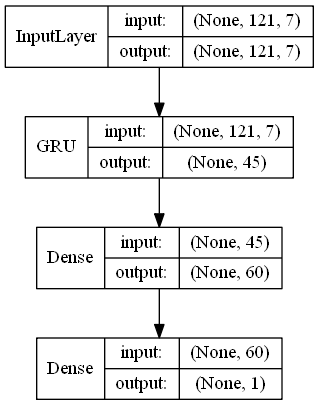 InputLayer
input: (None, 121, 7)
output: (None, 121, 7)
GRU
input: (None, 121, 7)
output: (None, 45)
Dense
input: (None, 45)
output: (None, 60)
Dense
input: (None, 60)
output: (None, 1)